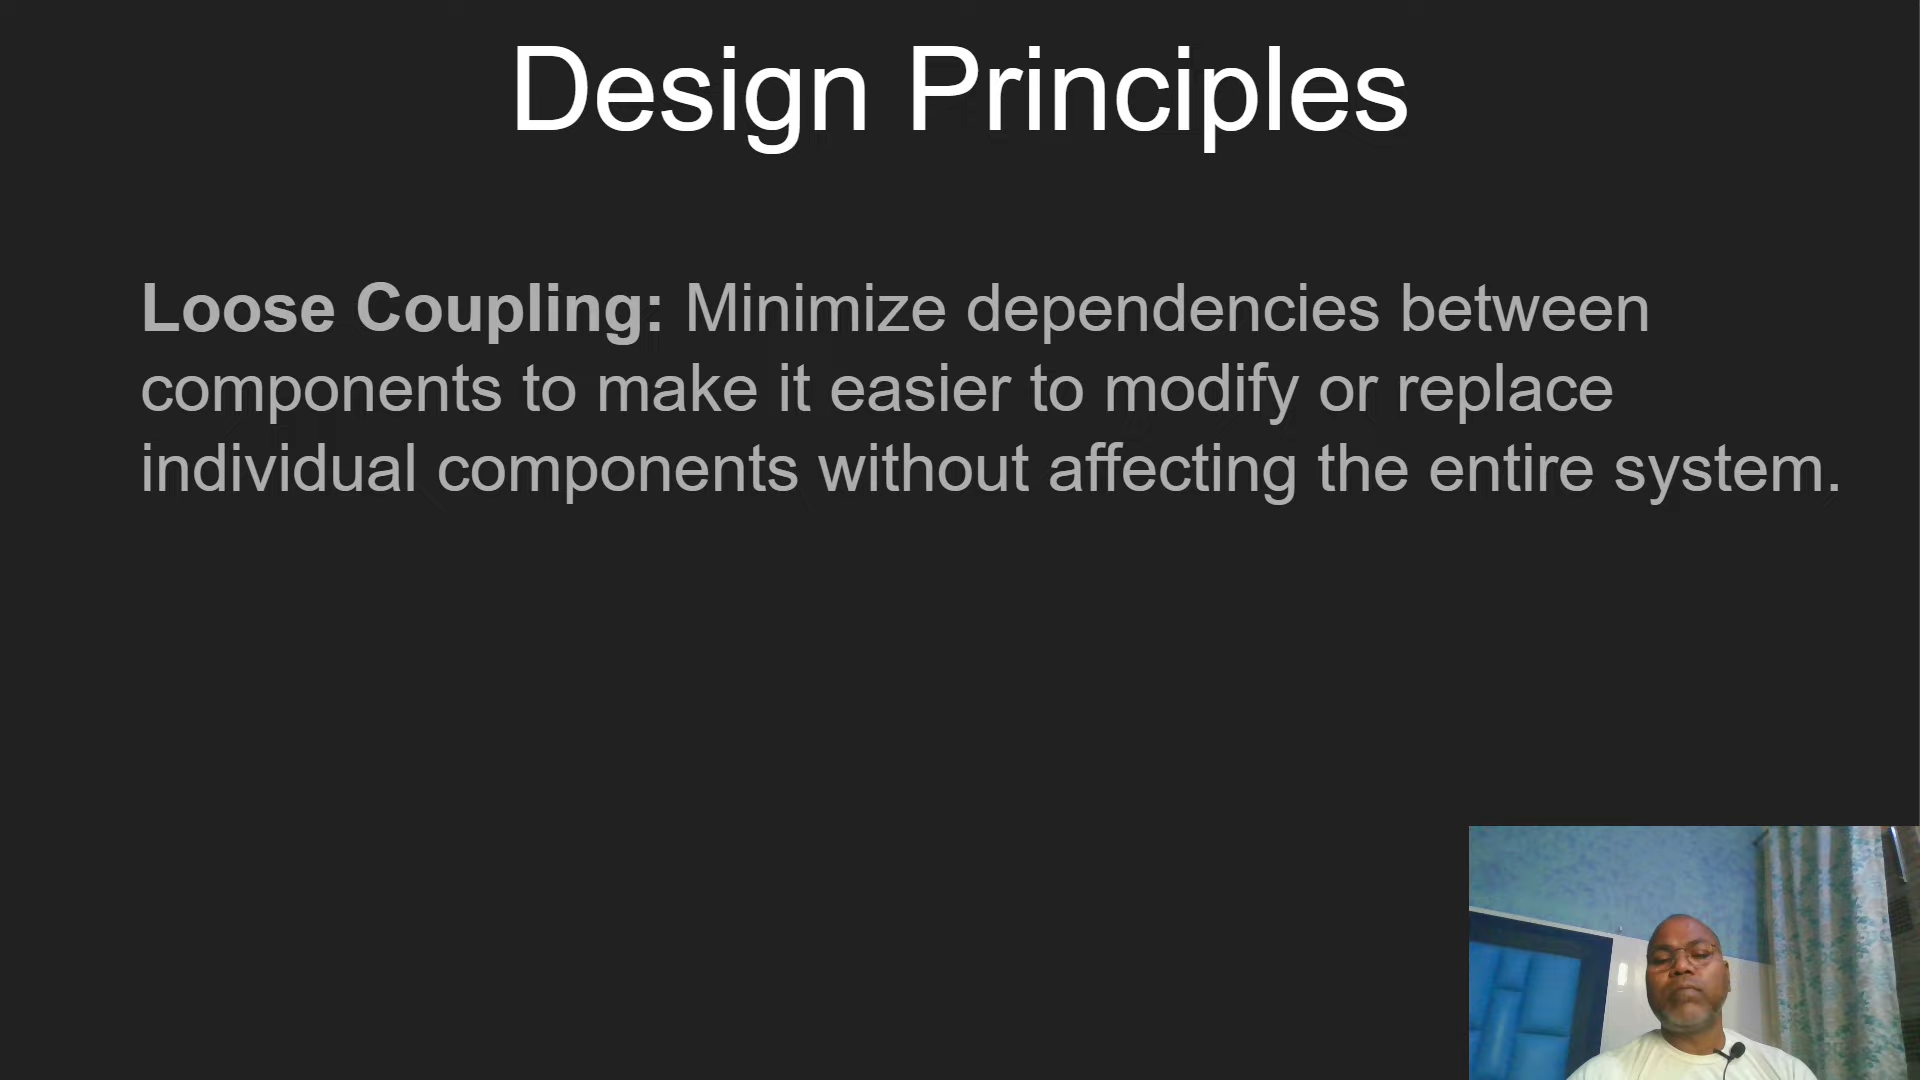 Design Principles
Loose Coupling: Minimize dependencies between
components to make it easier to modify or replace
individual components without affecting the entire system.